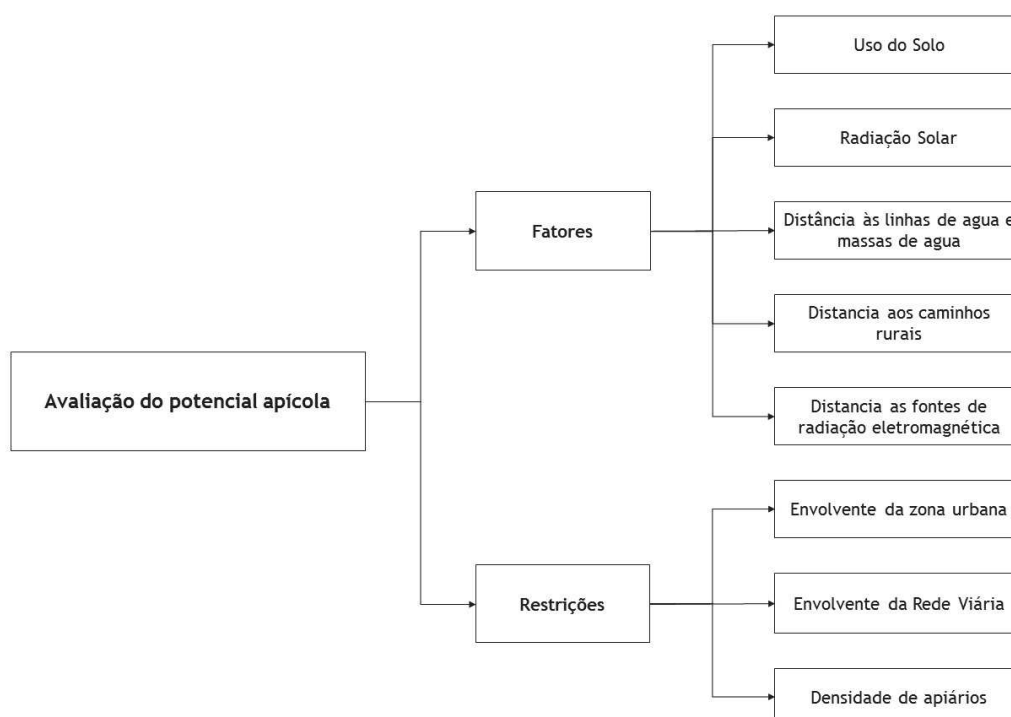 Avaliação do potencial apícola
Fatores
Uso do Solo
Radiação Solar
Distância às linhas de agua e
massas de agua
Distancia aos caminhos
rurais
Distancia as fontes de
radiação eletromagnética
Restrições
Envolvente da zona urbana
Envolvente da Rede Viária
Densidade de apiários